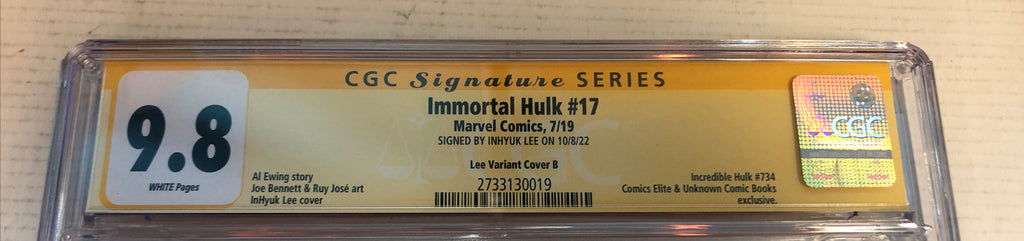 CGC Signature SERIES
Immortal Hulk #17
Marvel Comics, 7/19
SIGNED BY INHYUK LEE ON 10/8/22
Lee Variant Cover B
2733130019
9.8
WHITE Pages
Al Ewing story
Joe Bennett & Ruy José art
InHyuk Lee cover
Incredible Hulk #734
Comics Elite & Unknown Comic Books
exclusive.
CGC